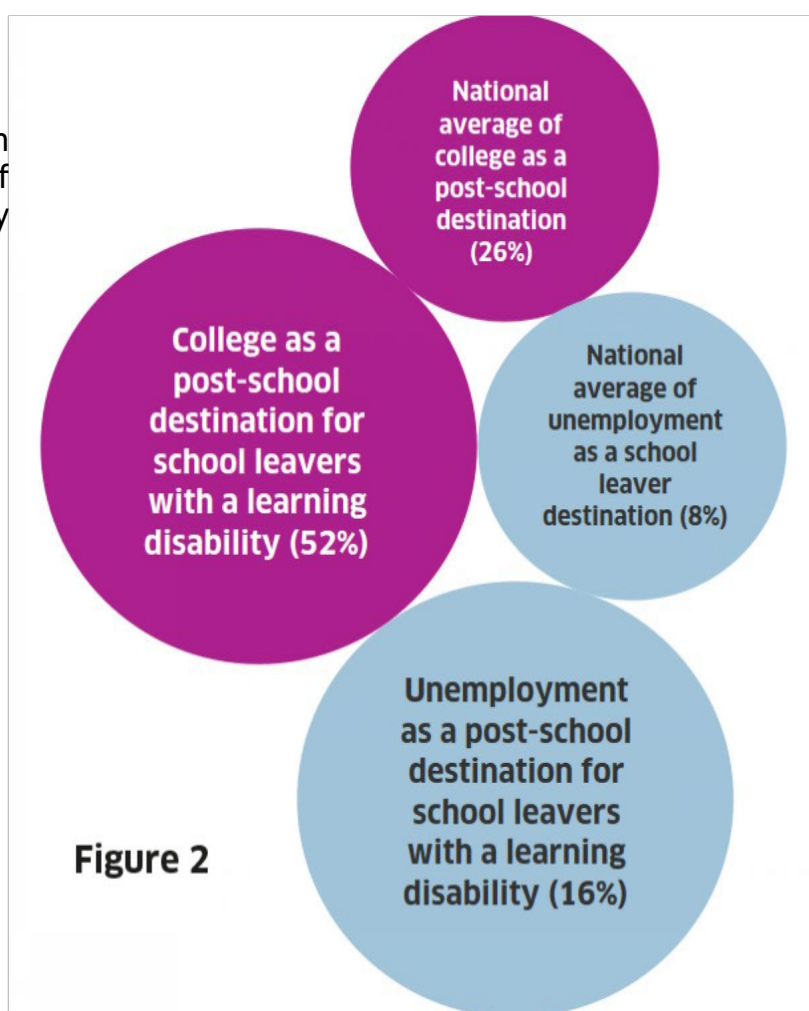 National
average of
college as a
post-school
destination
(26%)
College as a
post-school
destination for
school leavers
with a learning
disability (52%)
National
average of
unemployment
as a school
leaver
destination (8%)
Unemployment
as a post-school
destination for
school leavers
with a learning
disability (16%)
Figure 2